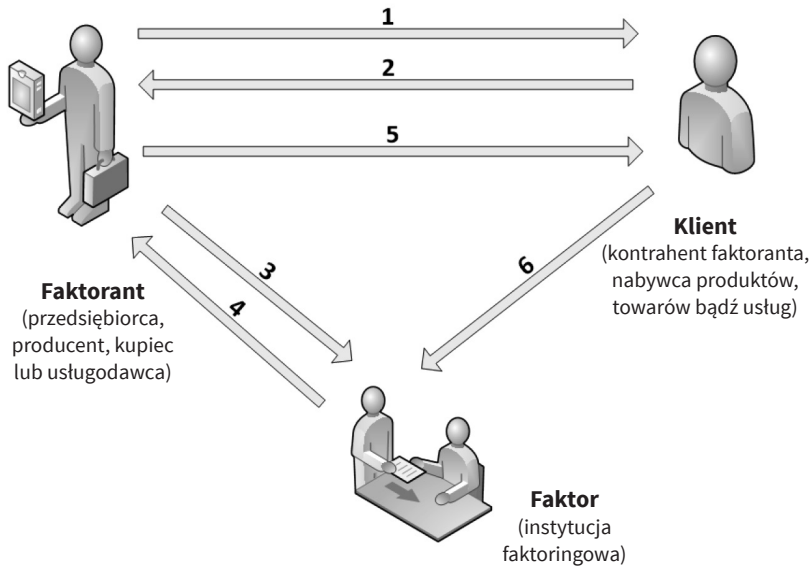 1
2
5
3
4
6
Klient
(kontrahent faktoranta,
nabywca produktów,
towarów bądź usług)
Faktorant
(przedsiębiorca,
producent, kupiec
lub usługodawca)
Faktor
(instytucja
faktoringowa)